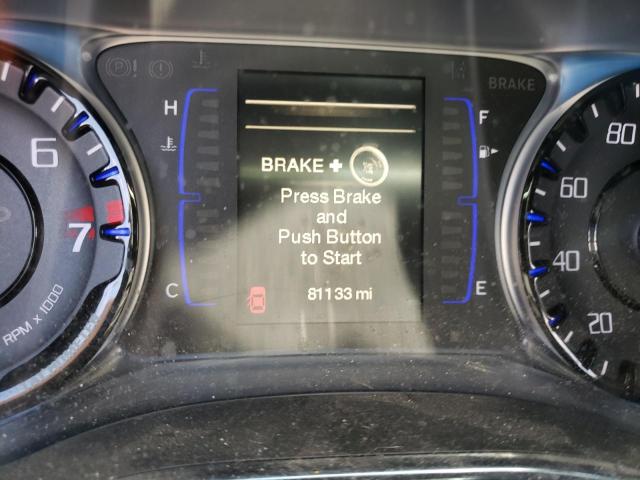 BRAKE
H
F
6
7
RPM x 1000
C
E
BRAKE +
Press Brake
and
Push Button
to Start
81133 mi
80
60
40
20